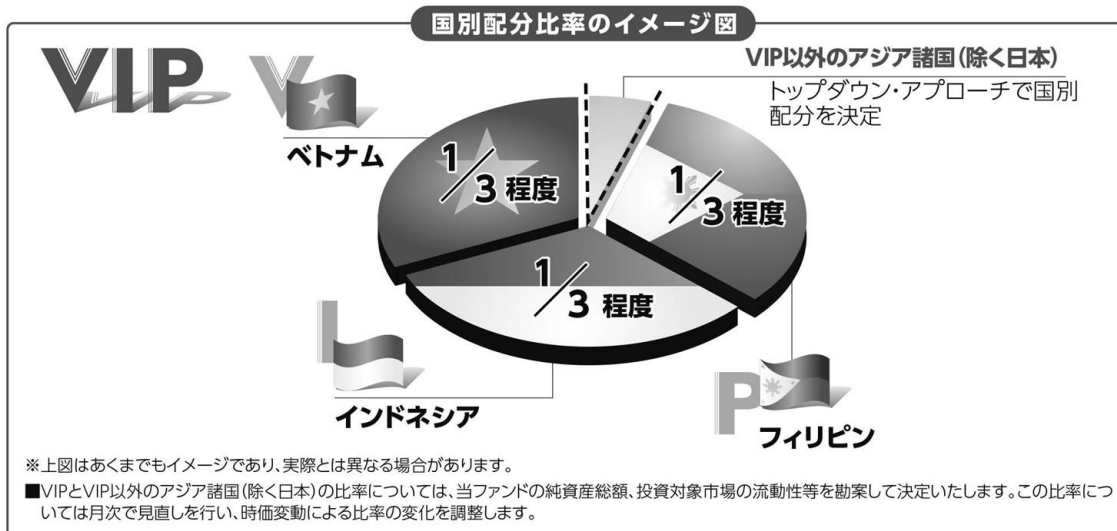 国別配分比率のイメージ図
VIP
V
ベトナム
VIP以外のアジア諸国(除く日本)
トップダウン・アプローチで国別
配分を決定
1/3 程度
1/3 程度
1/3 程度
I
インドネシア
P
フィリピン
※上図はあくまでもイメージであり、実際とは異なる場合があります。
■VIPとVIP以外のアジア諸国(除く日本)の比率については、当ファンドの純資産総額、投資対象市場の流動性等を勘案して決定いたします。この比率につ
いては月次で見直しを行い、時価変動による比率の変化を調整します。